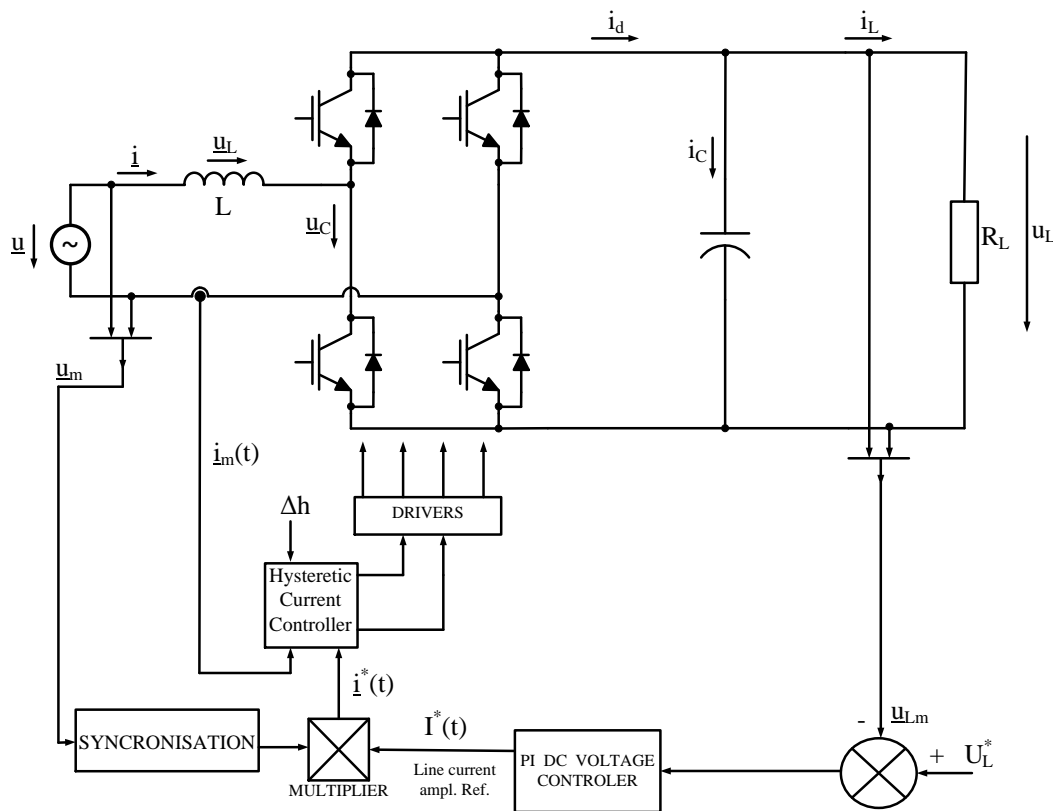 i_d
i_L
i
u_L
i_C
L
u_C
u
~
R_L
u_L
u_m
i_m(t)
Δh
DRIVERS
Hysteretic
Current
Controller
i*(t)
u_Lm
-
SYNCRONISATION
I*(t)
PI DC VOLTAGE
CONTROLER
+
U_L*
Line current
ampl. Ref.
MULTIPLIER